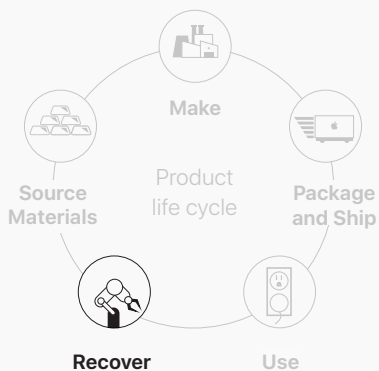 Make
Source
Materials
Product
life cycle
Package
and Ship
Recover
Use